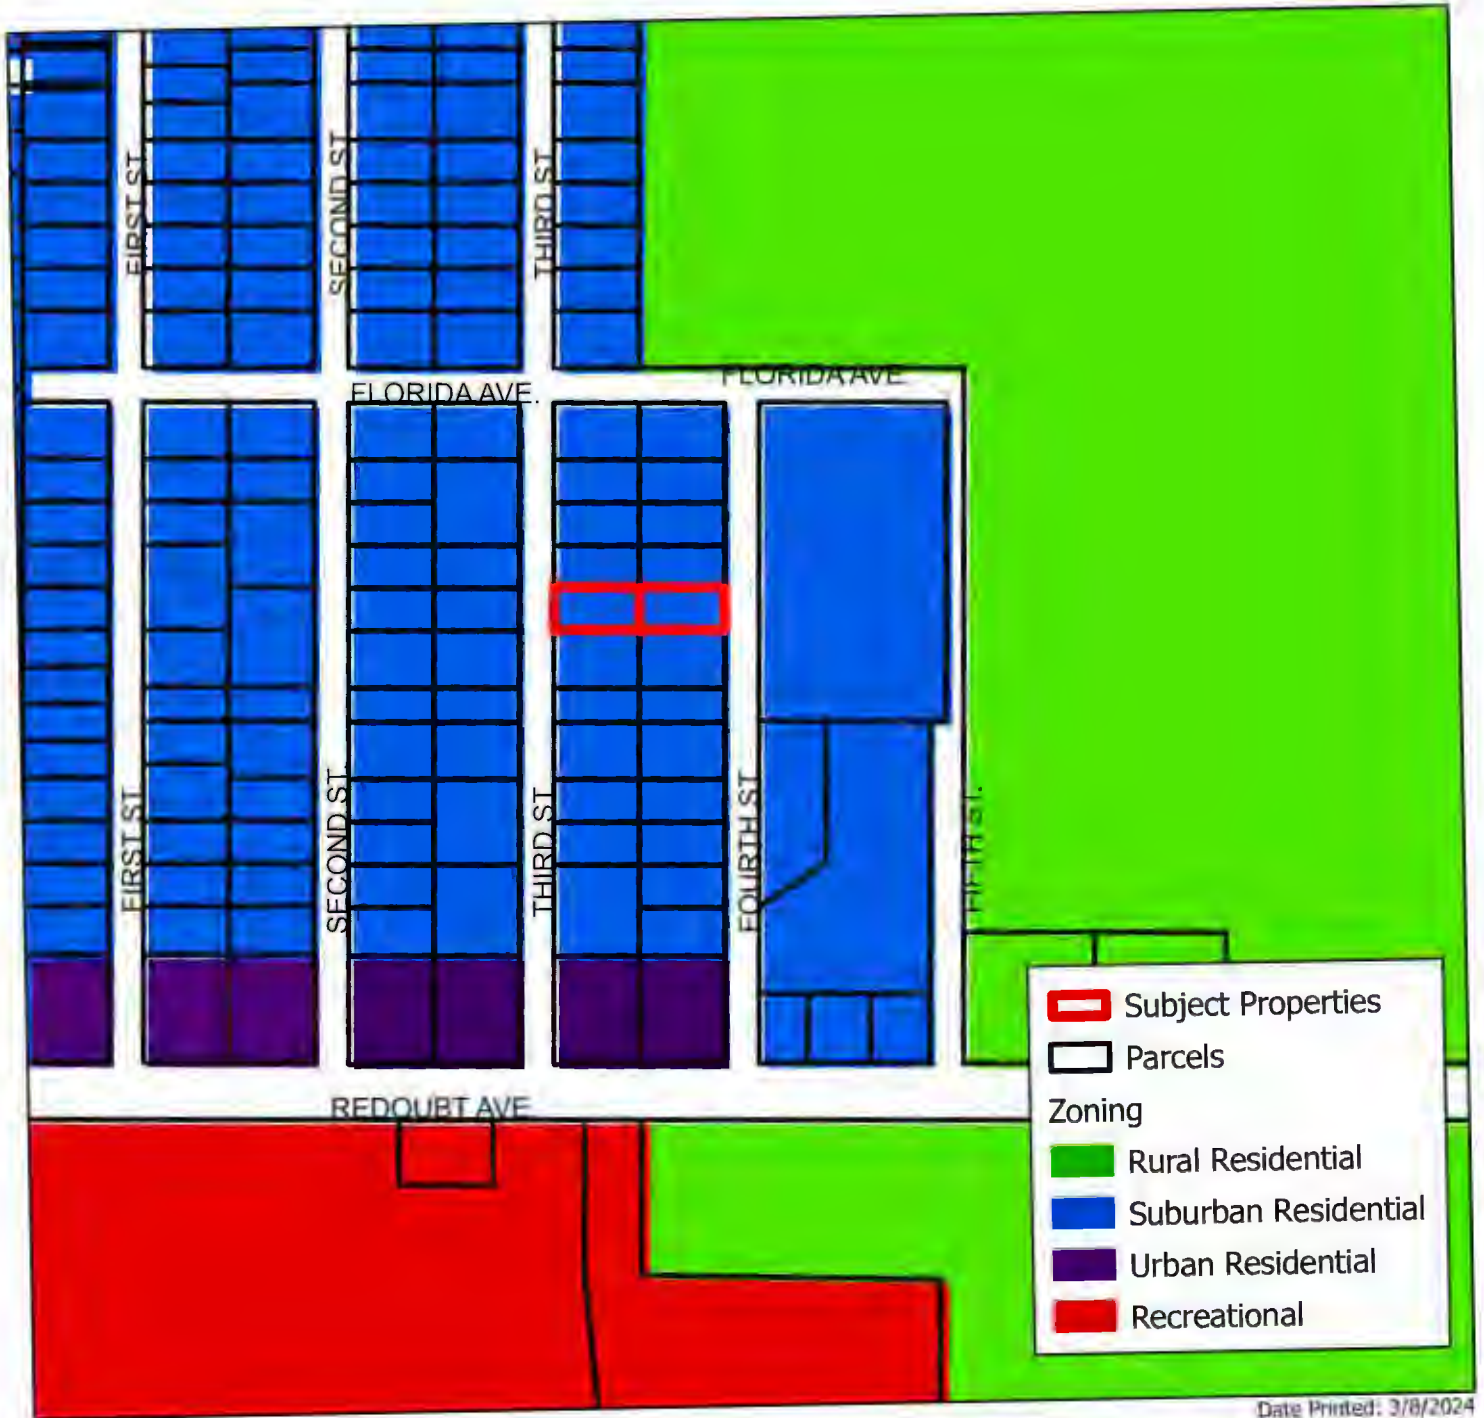 FIRST ST.
SECOND ST.
THIRD ST.
FLORIDA AVE.
FLORIDA AVE.
FIRST ST.
SECOND ST.
THIRD ST.
FOURTH ST.
FIFTH ST.
REDOUBT AVE.
Subject Properties
Parcels
Zoning
Rural Residential
Suburban Residential
Urban Residential
Recreational
Date Printed: 3/8/2024